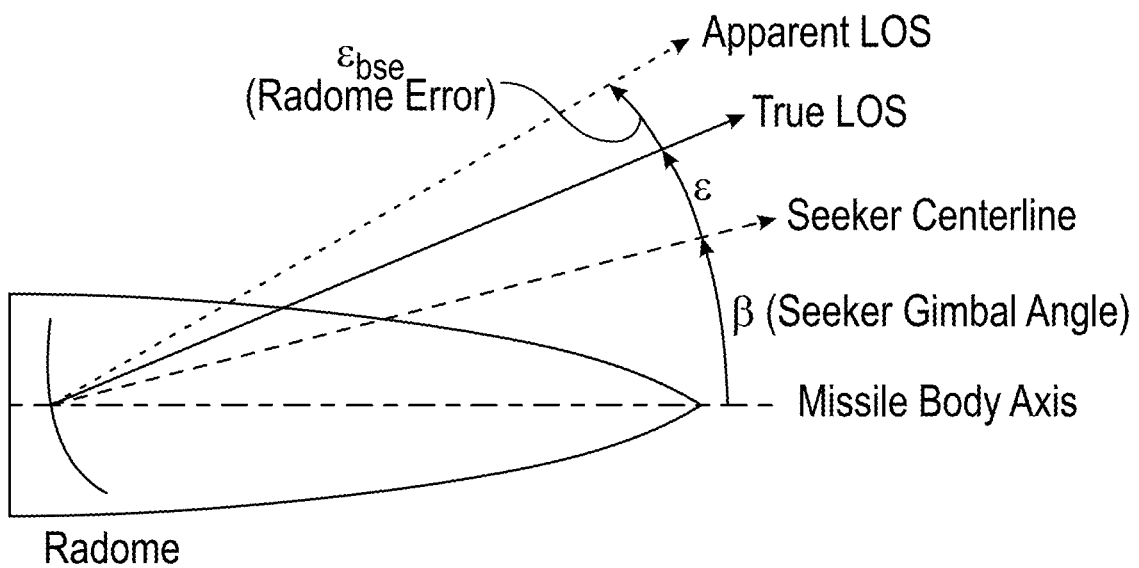 Apparent LOS
ε_bse
(Radome Error)
True LOS
ε
Seeker Centerline
β (Seeker Gimbal Angle)
Missile Body Axis
Radome